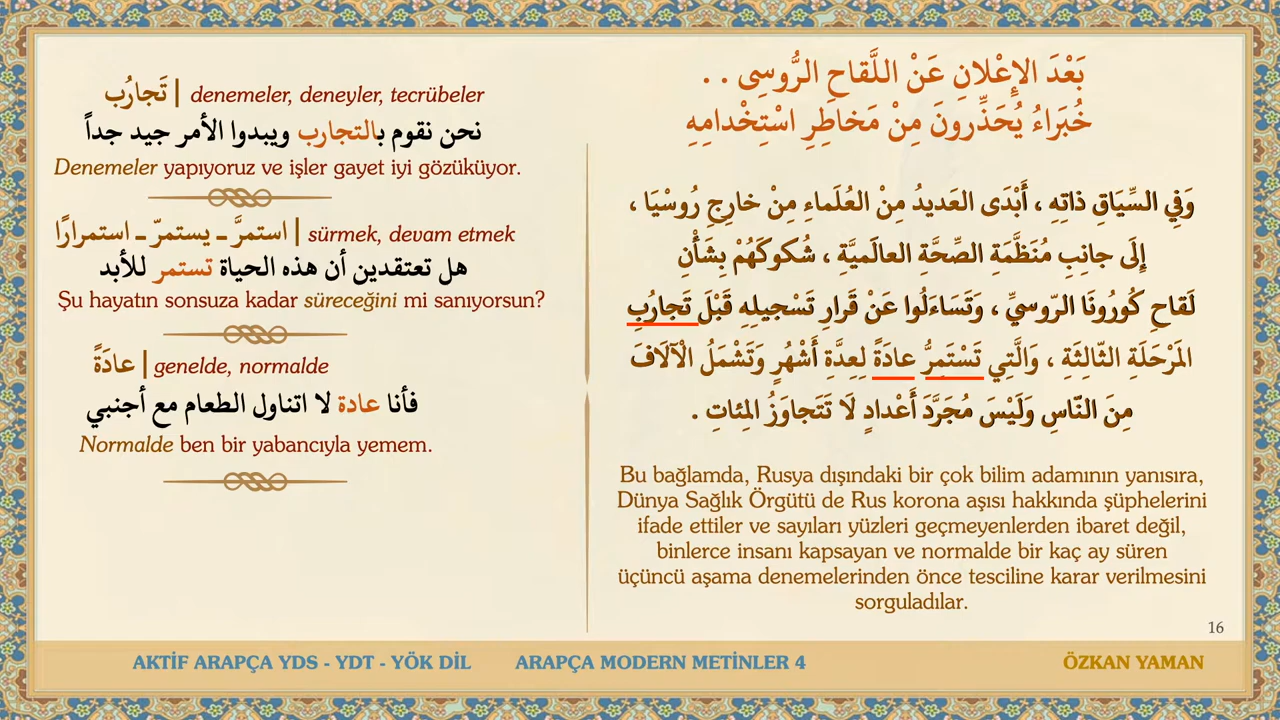 تَجارُب | denemeler, deneyler, tecrübeler
نحن نقوم بالتجارب ويبدوا الأمر جيد جداً
Denemeler yapıyoruz ve işler gayet iyi gözüküyor.
استمرَّ ـ يستمرّ ـ استمرارًا | sürmek, devam etmek
هل تعتقدين أن هذه الحياة تستمر للأبد
Şu hayatın sonsuza kadar süreceğini mi sanıyorsun?
عادَةً | genelde, normalde
فأنا عادة لا اتناول الطعام مع أجنبي
Normalde ben bir yabancıyla yemem.
بَعْدَ الإِعْلانِ عَنْ اللَّقاحِ الرُّوسِى . .
خُبَراءُ يُحَذِّرونَ مِنْ مَخاطِرِ اسْتِخْدامِهِ
وَفِي السِّيَاقِ ذاتِهِ ، أَبْدَى العَديدُ مِنْ العُلَماءِ مِنْ خارِجِ رُوسْيَا ،
إِلَى جانِبِ مُنَظَّمَةِ الصِّحَّةِ العالَميَّةِ ، شُكوكَهُمْ بِشَأْنِ
لَقاحِ كُورُونَا الرّوسيِّ ، وَتَساءَلُوا عَنْ قَرارِ تَسْجيلِهِ قَبْلَ تَجارُبِ
المَرْحَلَةِ الثّالِثَةِ ، وَالَّتِي تَسْتَمِرُّ عادَةً لِعِدَّةِ أَشْهُرٍ وَتَشْمَلُ الْآلَافَ
مِنَ النّاسِ وَلَيْسَ مُجَرَّدَ أَعْدادٍ لَا تَتَجاوَزُ المِئاتِ .
Bu bağlamda, Rusya dışındaki bir çok bilim adamının yanısıra,
Dünya Sağlık Örgütü de Rus korona aşısı hakkında şüphelerini
ifade ettiler ve sayıları yüzleri geçmeyenlerden ibaret değil,
binlerce insanı kapsayan ve normalde bir kaç ay süren
üçüncü aşama denemelerinden önce tesciline karar verilmesini
sorguladılar.
16
AKTİF ARAPÇA YDS - YDT - YÖK DİL ARAPÇA MODERN METİNLER 4 ÖZKAN YAMAN